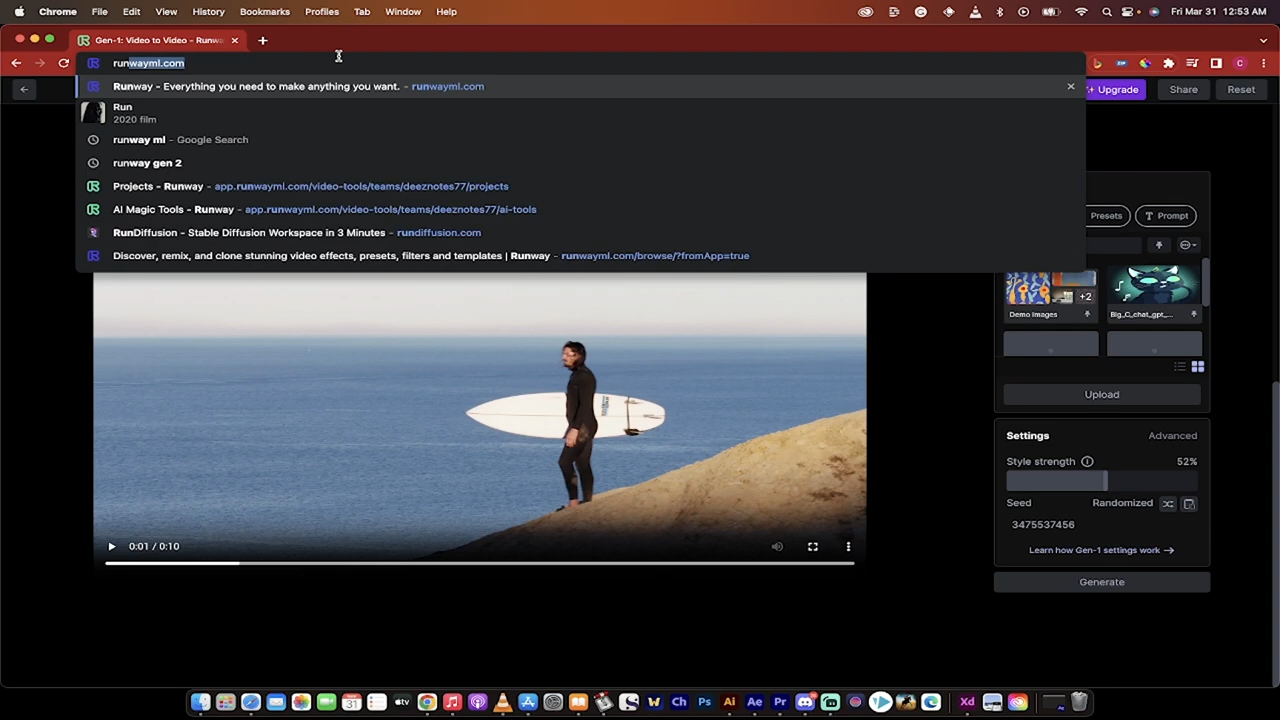 Chrome File Edit View History Bookmarks Profiles Tab Window Help Fri Mar 31 12:53 AM
Gen-1: Video to Video - Runw
runwayml.com
Runway - Everything you need to make anything you want. - runwayml.com
Run
2020 film
runway ml - Google Search
runway gen 2
Projects - Runway - app.runwayml.com/video-tools/teams/deeznotes77/projects
AI Magic Tools - Runway - app.runwayml.com/video-tools/teams/deeznotes77/ai-tools
RunDiffusion - Stable Diffusion Workspace in 3 Minutes - rundiffusion.com
Discover, remix, and clone stunning video effects, presets, filters and templates | Runway - runwayml.com/browse/?fromApp=true
Upgrade Share Reset
Presets Prompt
+2
Demo Images Big_C_chat_gpt_...
Upload
Settings Advanced
Style strength 52%
Seed Randomized
3475537456
Learn how Gen-1 settings work →
Generate
0:01 / 0:10